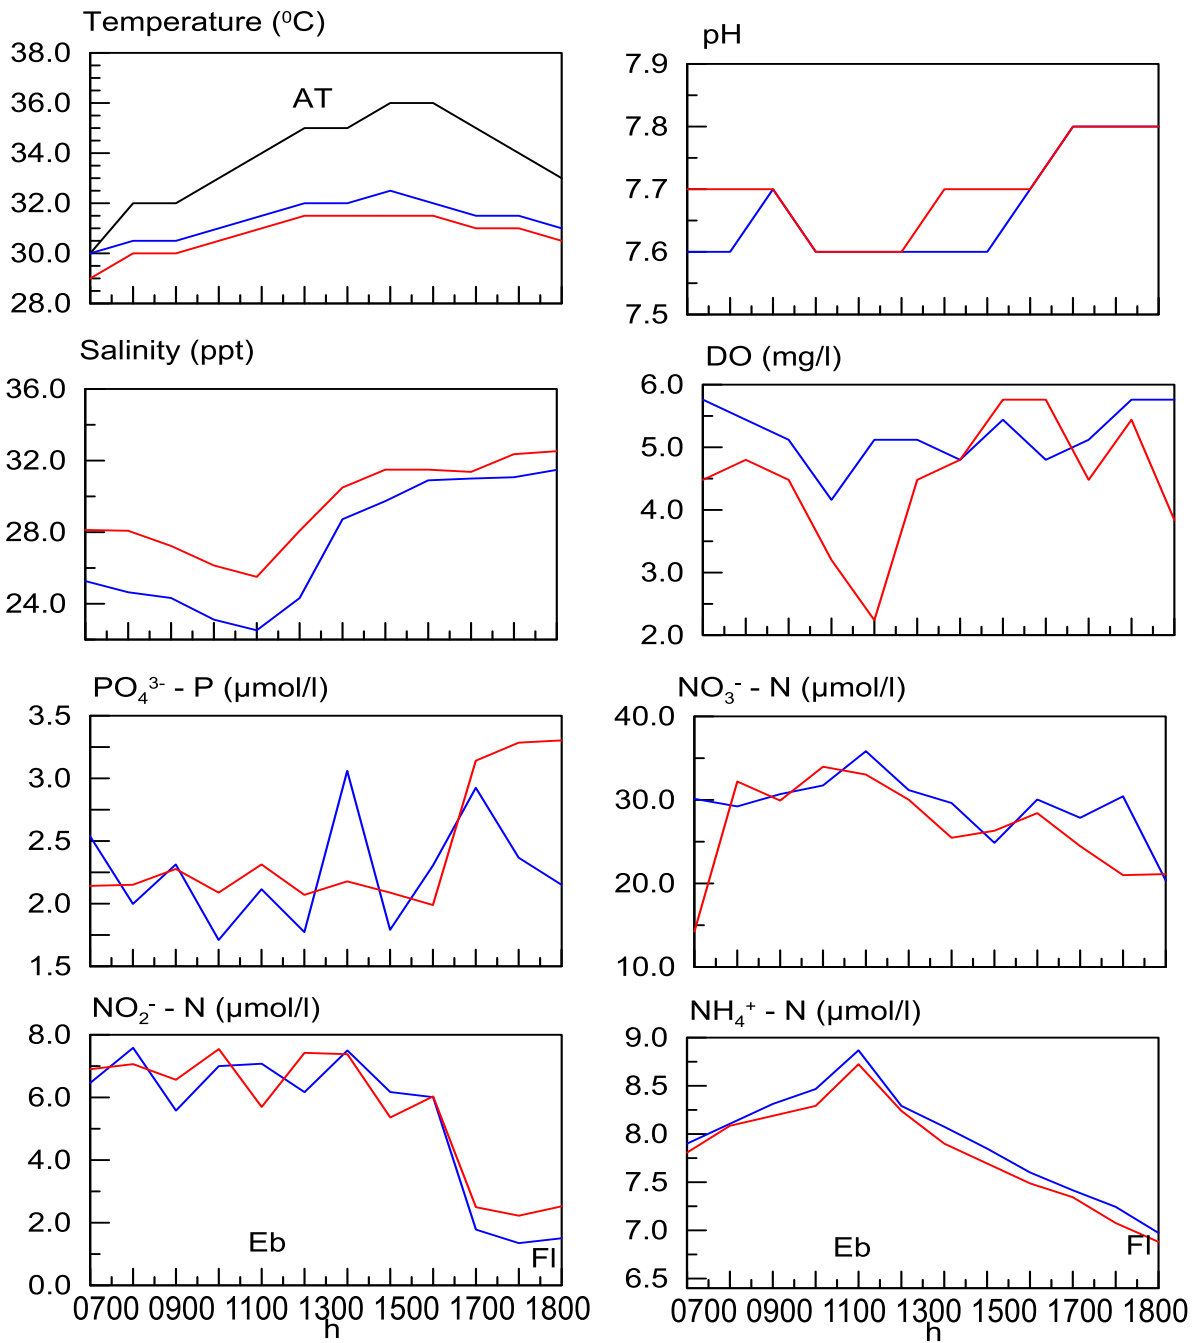 Temperature (⁰C)
38.0
36.0
34.0
32.0
30.0
28.0
AT
pH
7.9
7.8
7.7
7.6
7.5
Salinity (ppt)
36.0
32.0
28.0
24.0
DO (mg/l)
6.0
5.0
4.0
3.0
2.0
PO₄³⁻ - P (µmol/l)
3.5
3.0
2.5
2.0
1.5
NO₃⁻ - N (µmol/l)
40.0
30.0
20.0
10.0
NO₂⁻ - N (µmol/l)
8.0
6.0
4.0
2.0
0.0
Eb
Fl
0700 0900 1100 1300 1500 1700 1800
h
NH₄⁺ - N (µmol/l)
9.0
8.5
8.0
7.5
7.0
6.5
Eb
Fl
0700 0900 1100 1300 1500 1700 1800
h